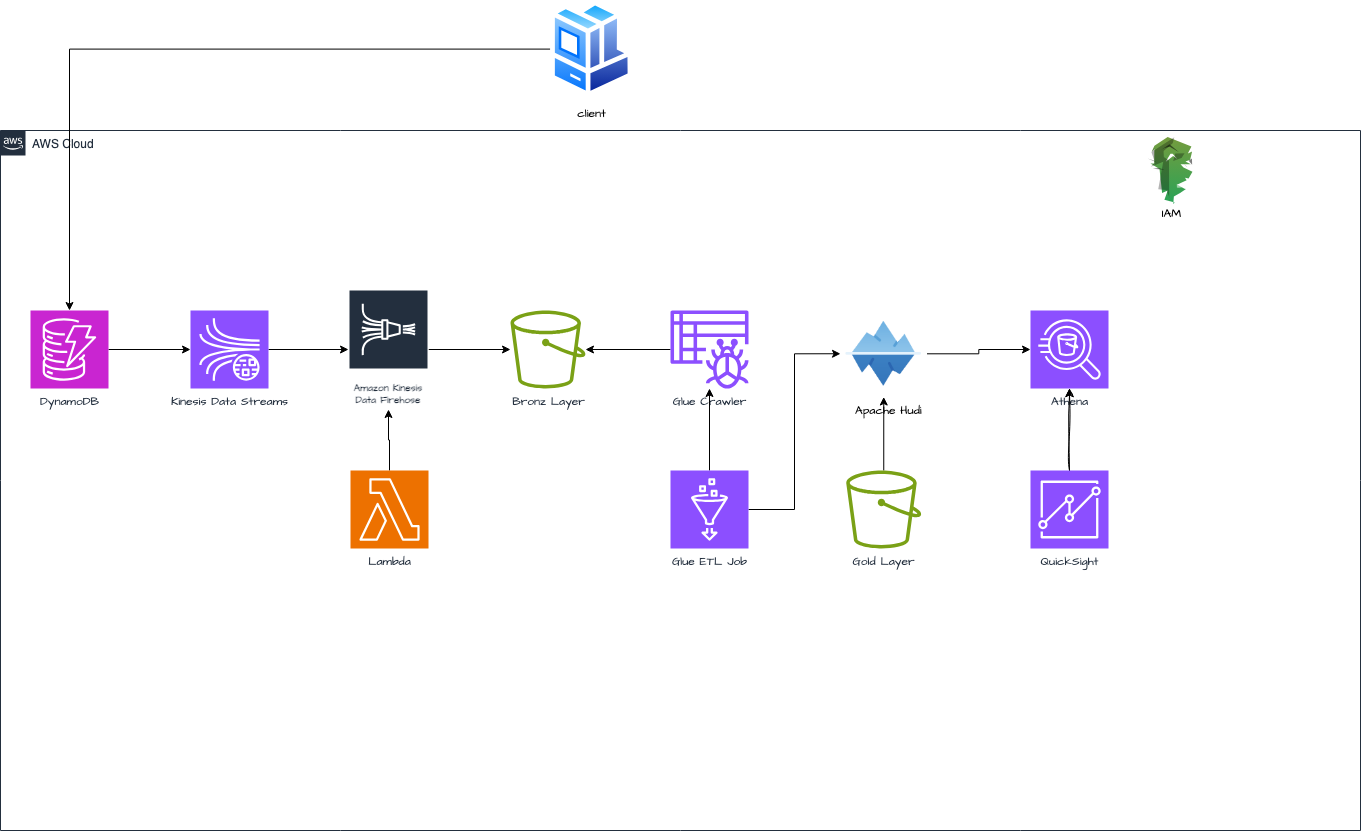 client
aws
AWS Cloud
IAM
DynamoDB
Kinesis Data Streams
Amazon Kinesis
Data Firehose
Bronz Layer
Glue Crawler
Apache Hudi
Athena
Lambda
Glue ETL Job
Gold Layer
QuickSight